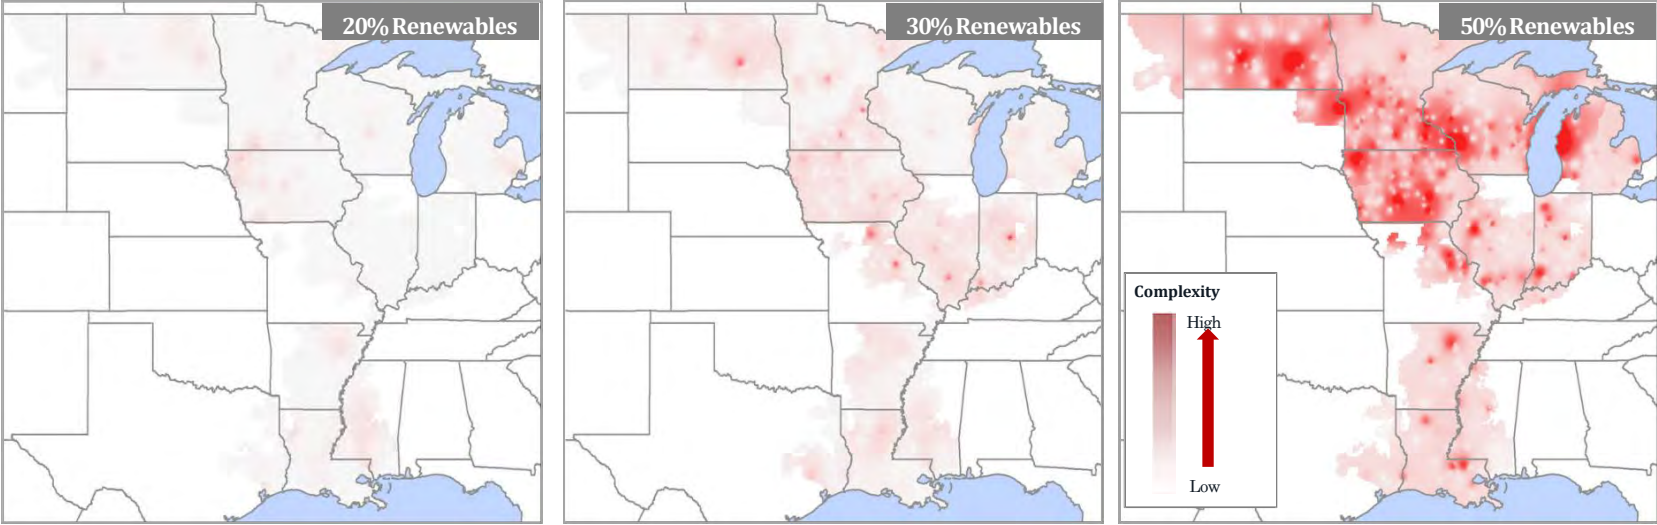 20% Renewables
30% Renewables
50% Renewables
Complexity
High
Low